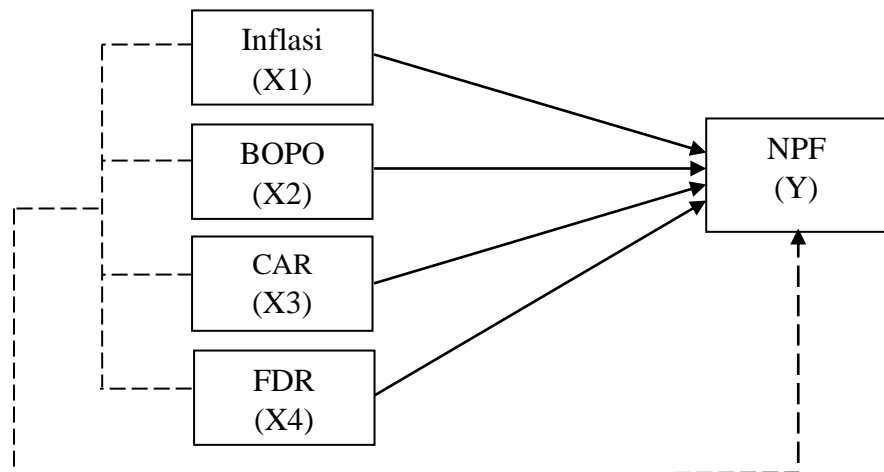 Inflasi
(X1)
BOPO
(X2)
CAR
(X3)
FDR
(X4)
NPF
(Y)